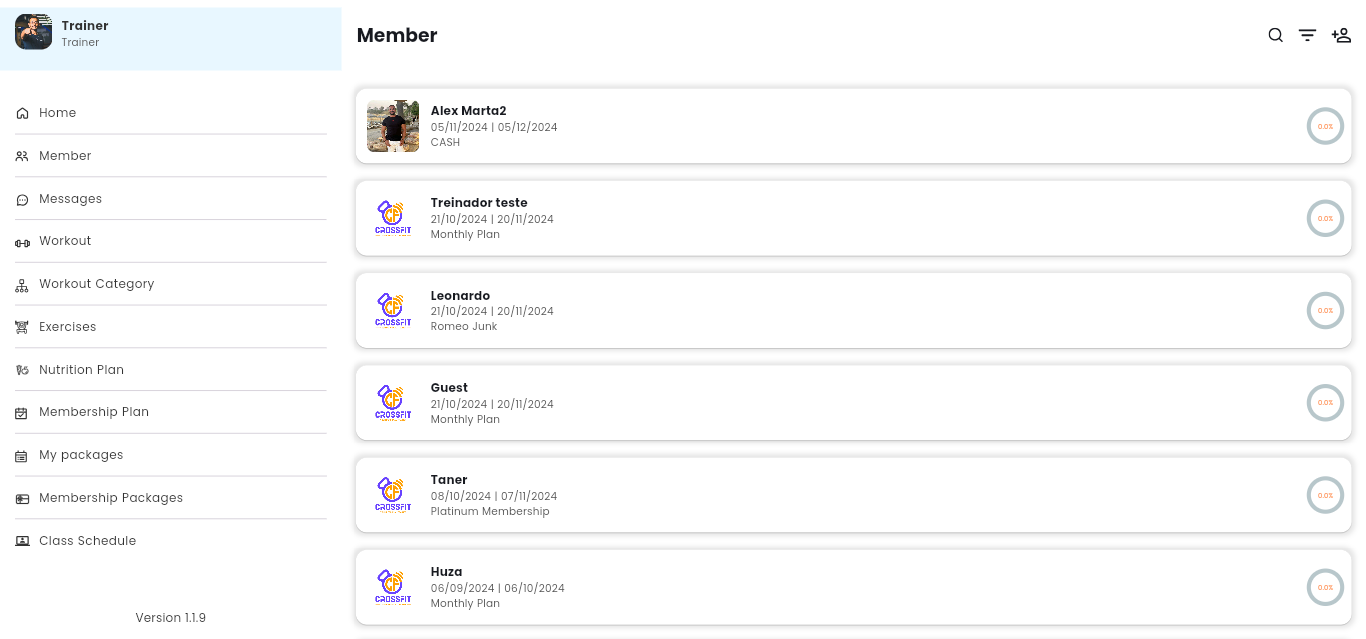 Trainer
Trainer
Home
Member
Messages
Workout
Workout Category
Exercises
Nutrition Plan
Membership Plan
My packages
Membership Packages
Class Schedule
Version 1.1.9
Member
Alex Marta2
05/11/2024 | 05/12/2024
CASH
0.0%
CROSSFIT
Treinador teste
21/10/2024 | 20/11/2024
Monthly Plan
0.0%
CROSSFIT
Leonardo
21/10/2024 | 20/11/2024
Romeo Junk
0.0%
CROSSFIT
Guest
21/10/2024 | 20/11/2024
Monthly Plan
0.0%
CROSSFIT
Taner
08/10/2024 | 07/11/2024
Platinum Membership
0.0%
CROSSFIT
Huza
06/09/2024 | 06/10/2024
Monthly Plan
0.0%